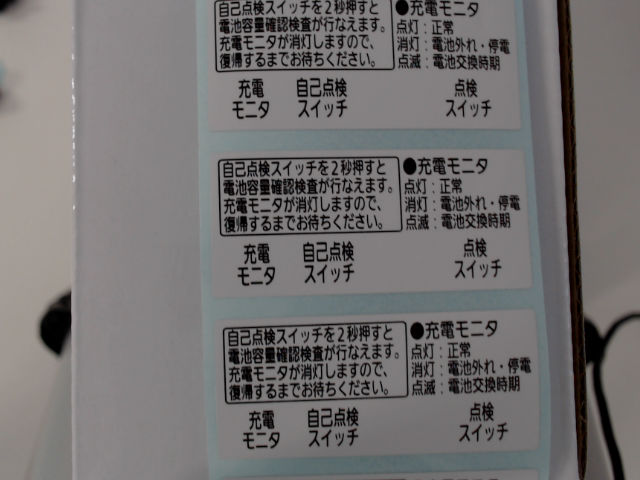 自己点検スイッチを2秒押すと
電池容量確認検査が行なえます。
充電モニタが消灯しますので、
復帰するまでお待ちください。
●充電モニタ
点灯：正常
消灯：電池外れ・停電
点滅：電池交換時期
充電
モニタ
自己点検
スイッチ
点検
スイッチ
自己点検スイッチを2秒押すと
電池容量確認検査が行なえます。
充電モニタが消灯しますので、
復帰するまでお待ちください。
●充電モニタ
点灯：正常
消灯：電池外れ・停電
点滅：電池交換時期
充電
モニタ
自己点検
スイッチ
点検
スイッチ
自己点検スイッチを2秒押すと
電池容量確認検査が行なえます。
充電モニタが消灯しますので、
復帰するまでお待ちください。
●充電モニタ
点灯：正常
消灯：電池外れ・停電
点滅：電池交換時期
充電
モニタ
自己点検
スイッチ
点検
スイッチ